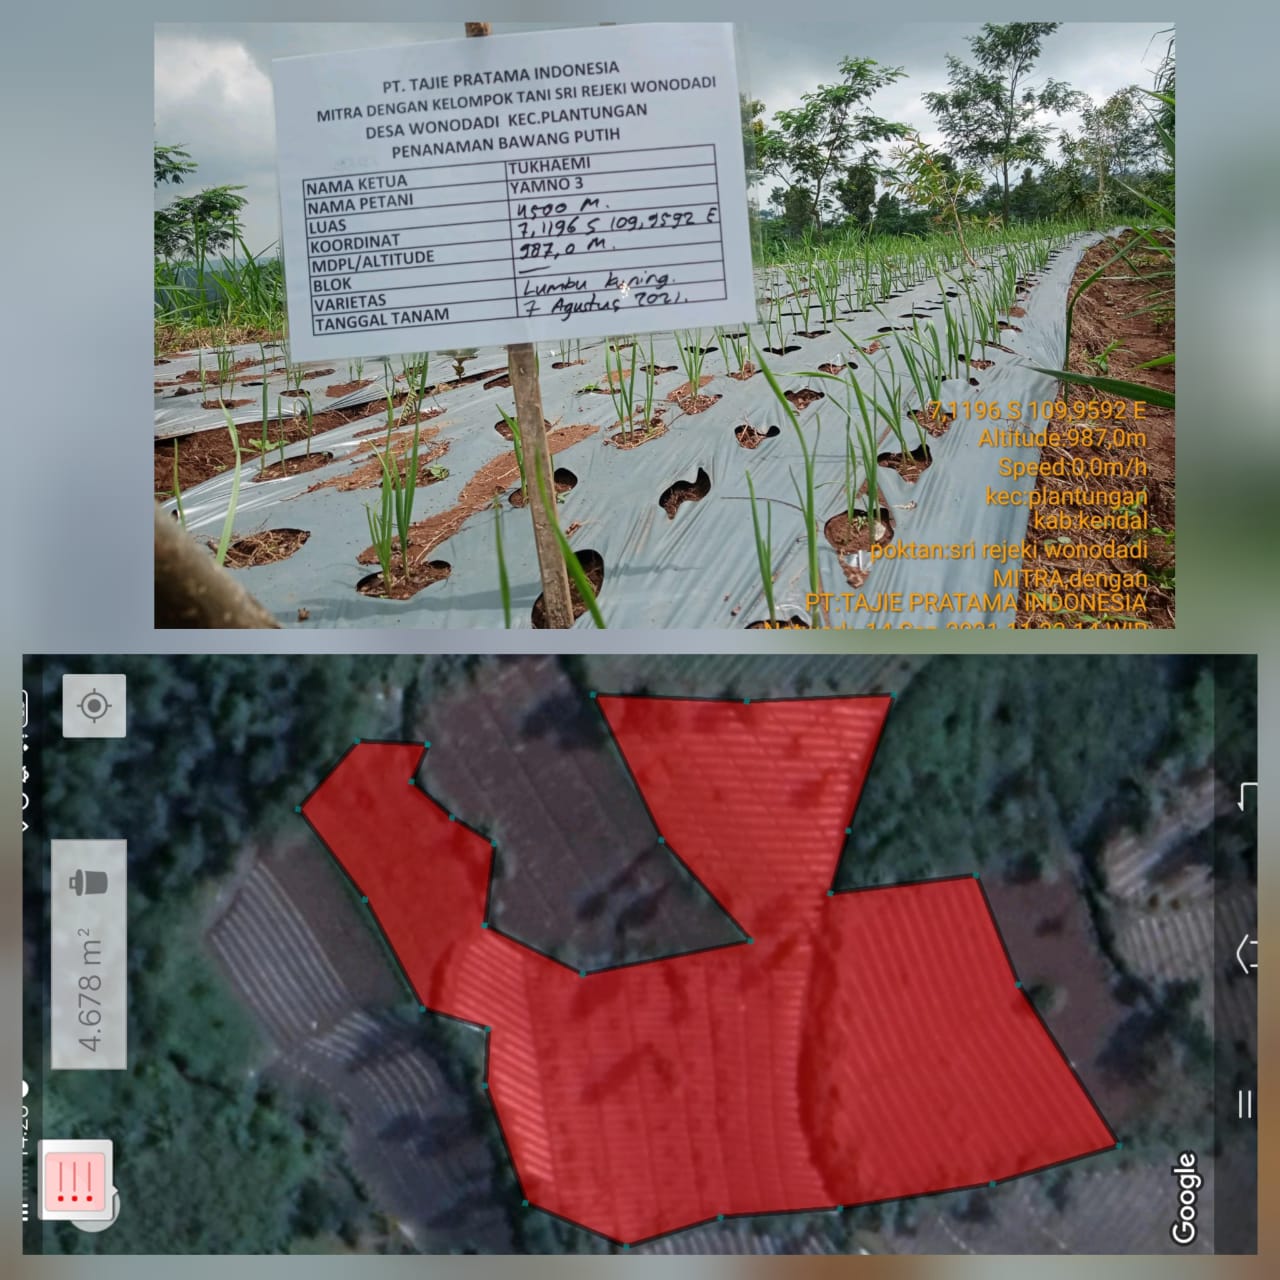 PT. TAJIE PRATAMA INDONESIA
MITRA DENGAN KELOMPOK TANI SRI REJEKI WONODADI
DESA WONODADI KEC.PLANTUNGAN
PENANAMAN BAWANG PUTIH
NAMA KETUA TUKHAEMI
NAMA PETANI YAMNO 3
LUAS 4500 M.
KOORDINAT 7,1196 S 109,9592 E
MDPL/ALTITUDE 987,0 M.
BLOK —
VARIETAS Lumbu kuning.
TANGGAL TANAM 7 Agustus 2021.
7,1196 S 109,9592 E
Altitude:987,0m
Speed:0,0m/h
kec:plantungan
kab:kendal
poktan:sri rejeki wonodadi
MITRA,dengan
PT:TAJIE PRATAMA INDONESIA
4.678 m²
Google